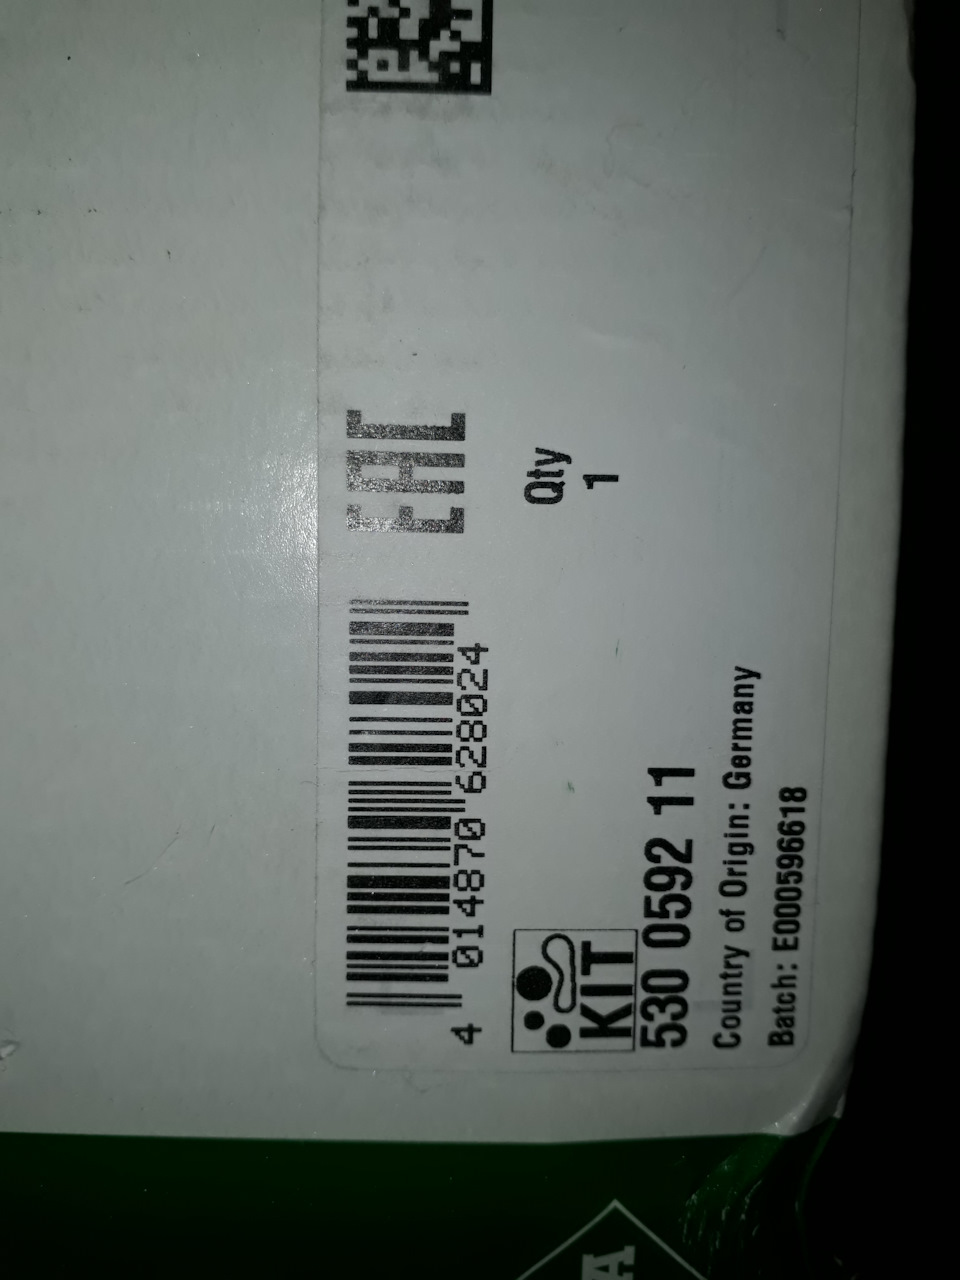 4 014870 628024
EAC
Qty
1
KIT
530 0592 11
Country of Origin: Germany
Batch: E000596618